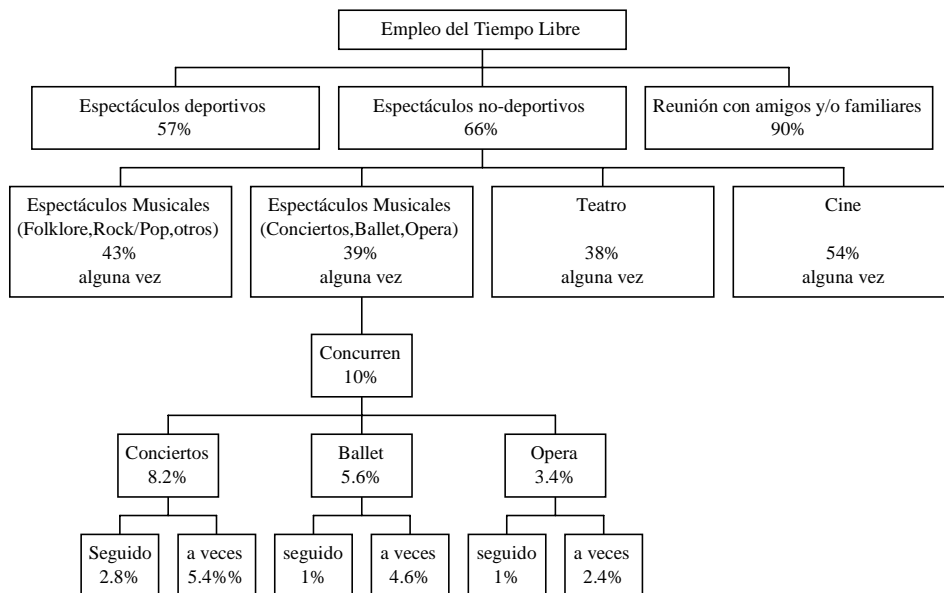 Empleo del Tiempo Libre
Espectáculos deportivos
57%
Espectáculos no-deportivos
66%
Reunión con amigos y/o familiares
90%
Espectáculos Musicales
(Folklore,Rock/Pop,otros)
43%
alguna vez
Espectáculos Musicales
(Conciertos,Ballet,Opera)
39%
alguna vez
Teatro
38%
alguna vez
Cine
54%
alguna vez
Concurren
10%
Conciertos
8.2%
Ballet
5.6%
Opera
3.4%
Seguido
2.8%
a veces
5.4%%
seguido
1%
a veces
4.6%
seguido
1%
a veces
2.4%